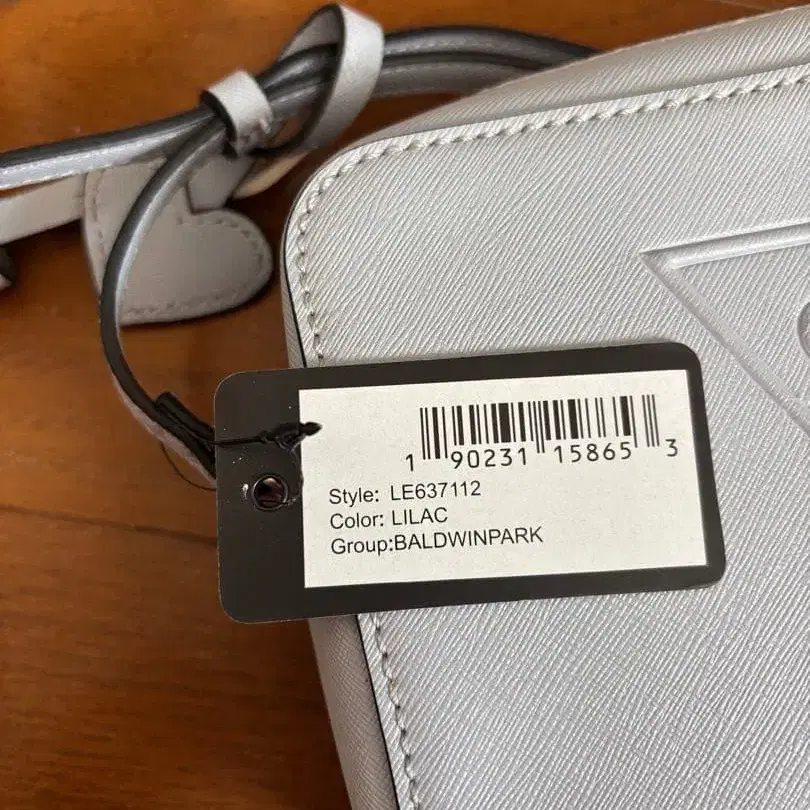 1 90231 15865 3
Style: LE637112
Color: LILAC
Group:BALDWINPARK